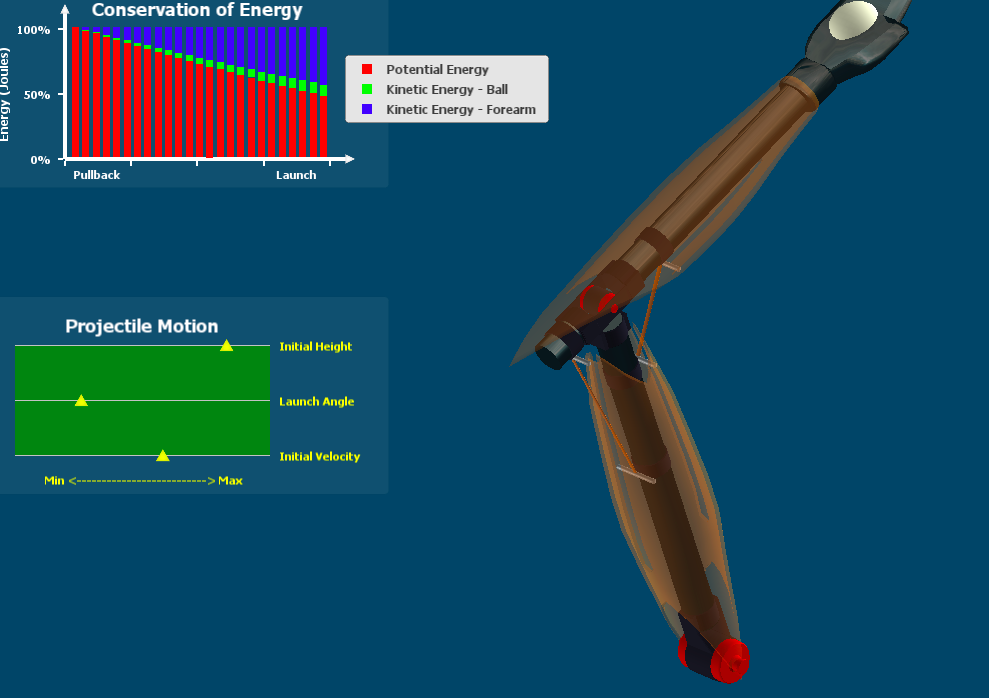 Conservation of Energy
100%
50%
0%
Energy (Joules)
Pullback
Launch
Potential Energy
Kinetic Energy - Ball
Kinetic Energy - Forearm
Projectile Motion
Initial Height
Launch Angle
Initial Velocity
Min <--------------------------> Max